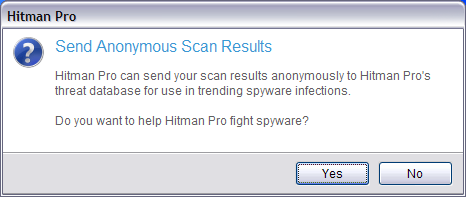 Hitman Pro
Send Anonymous Scan Results
Hitman Pro can send your scan results anonymously to Hitman Pro's
threat database for use in trending spyware infections.
Do you want to help Hitman Pro fight spyware?
Yes No